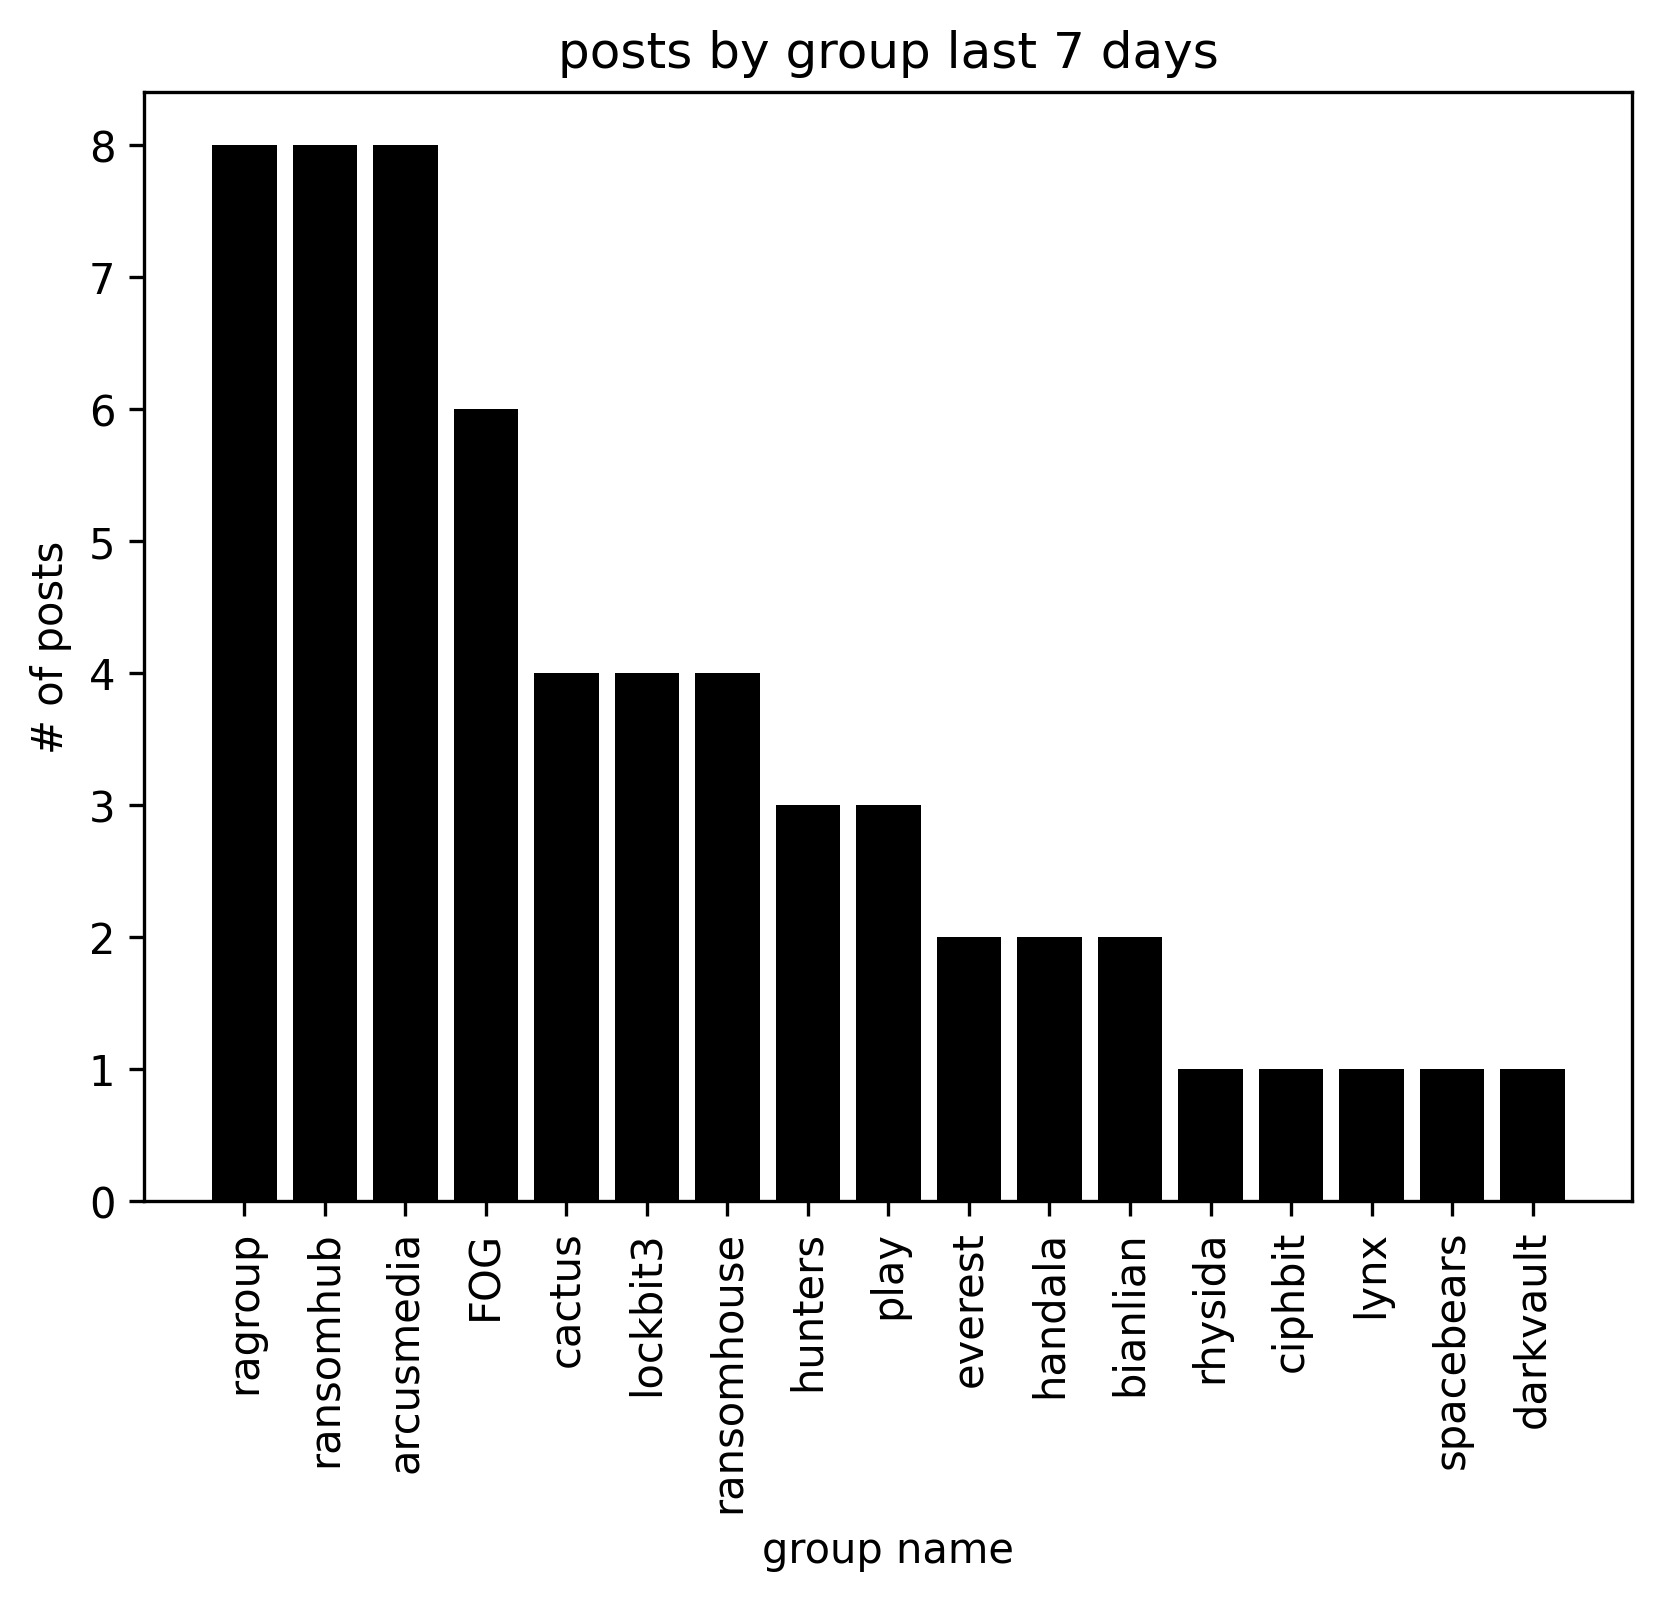 posts by group last 7 days
8
7
6
5
4
3
2
1
0
# of posts
ragroup
ransomhub
arcusmedia
FOG
cactus
lockbit3
ransomhouse
hunters
play
everest
handala
bianlian
rhysida
ciphbit
lynx
spacebears
darkvault
group name